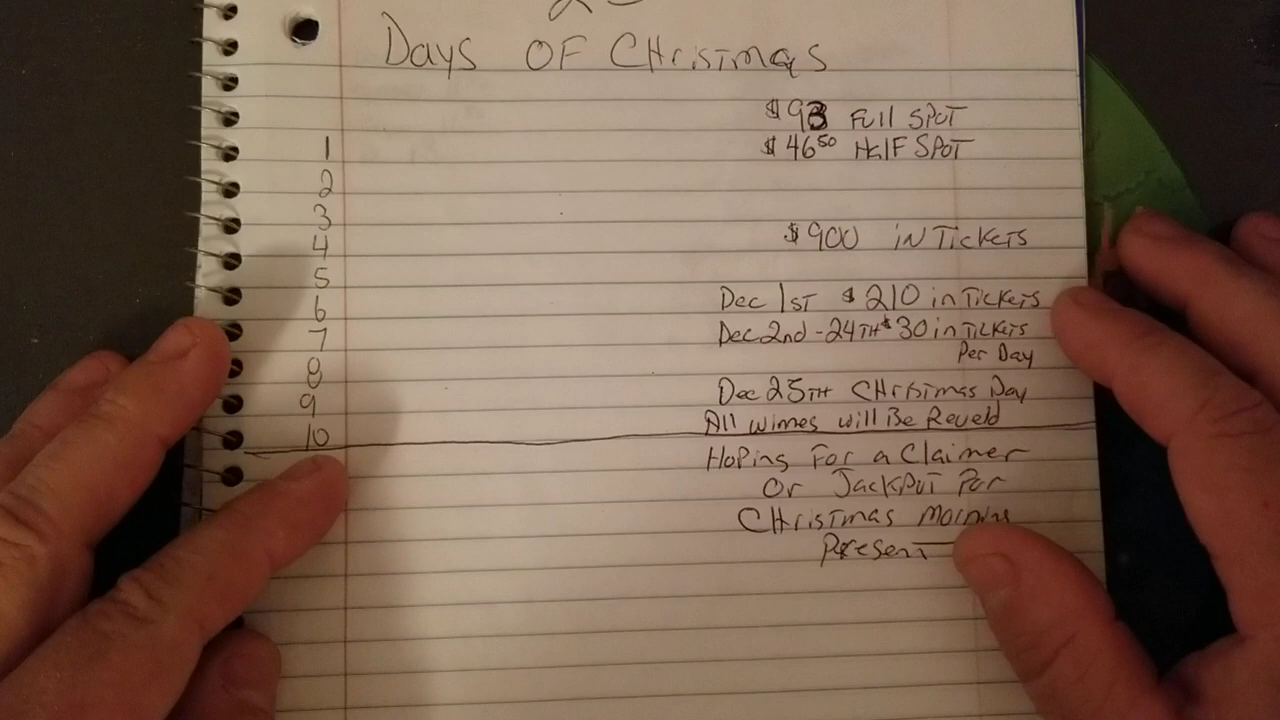 Days OF CHristmas
$93 Full SPOT
$46⁵⁰ HalF SPOT
1
2
3
4
5
6
7
8
9
10
$900 iN TickeTs
Dec 1ST $210 in TickeTs
Dec 2nd - 24TH $30 in TickeTs
Per Day
Dec 25TH CHristmas Day
All wines will Be Reveld
HoPing For a Claimer
Or JackPoT For
CHristmas Morning
Present